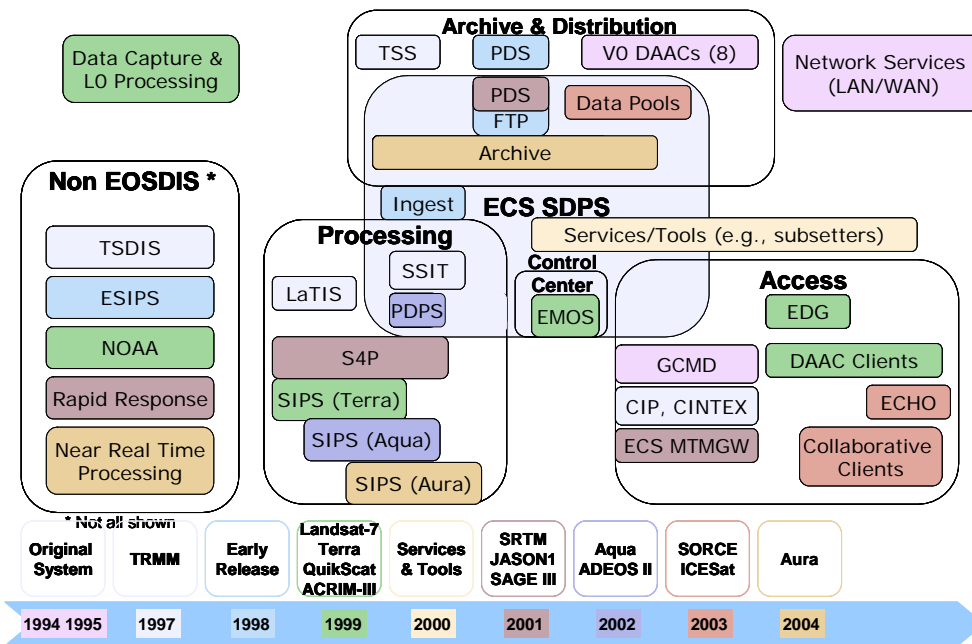 Archive & Distribution
Data Capture &
L0 Processing
TSS
PDS
V0 DAACs (8)
Network Services
(LAN/WAN)
PDS
FTP
Data Pools
Archive
Non EOSDIS *
TSDIS
ESIPS
NOAA
Rapid Response
Near Real Time
Processing
* Not all shown
Ingest
ECS SDPS
Processing
Services/Tools (e.g., subsetters)
SSIT
LaTIS
PDPS
Control
Center
EMOS
S4P
SIPS (Terra)
SIPS (Aqua)
SIPS (Aura)
Access
EDG
GCMD
DAAC Clients
CIP, CINTEX
ECHO
ECS MTMGW
Collaborative
Clients
Original
System
TRMM
Early
Release
Landsat-7
Terra
QuikScat
ACRIM-III
Services
& Tools
SRTM
JASON1
SAGE III
Aqua
ADEOS II
SORCE
ICESat
Aura
1994 1995 1997 1998 1999 2000 2001 2002 2003 2004